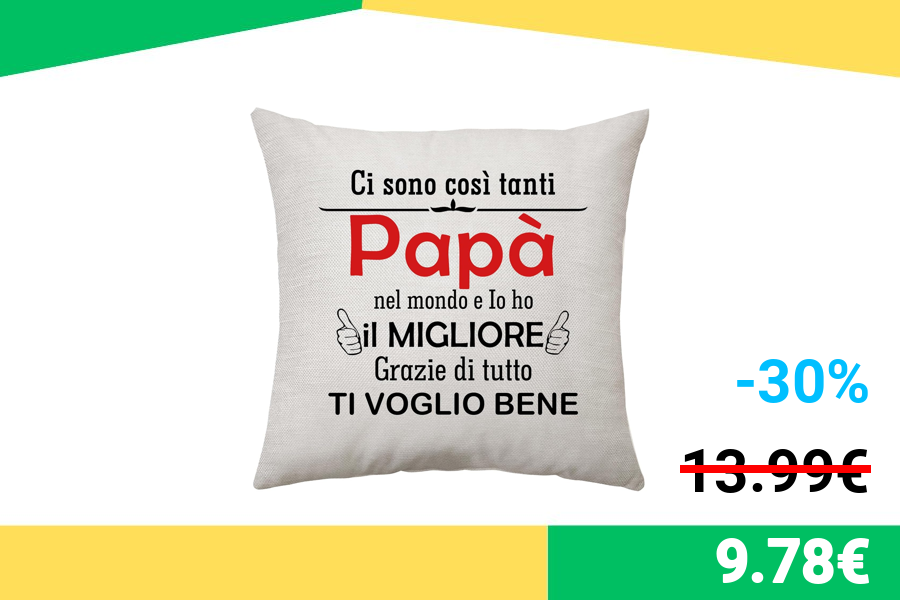 Ci sono così tanti
Papà
nel mondo e Io ho
il MIGLIORE
Grazie di tutto
TI VOGLIO BENE
-30%
13.99€
9.78€